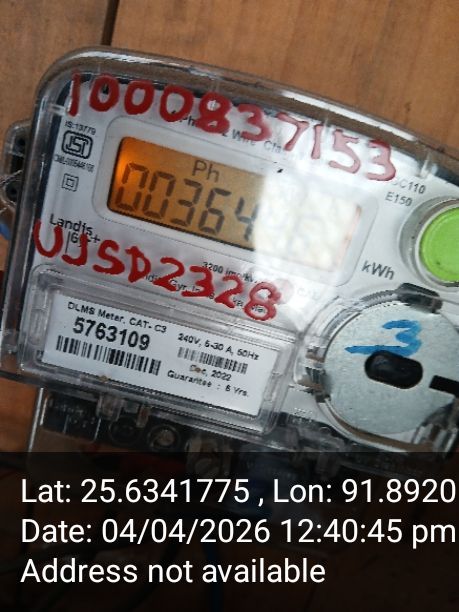 1000837153
IS:13779
C110
E150
Ph
00364
Landis
kWh
UJSD2328
DLMS Meter, CAT- C3
5763109
240V, 5-30 A, 50Hz
Dec, 2022
Guarantee : 5 Yrs.
3
Lat: 25.6341775 , Lon: 91.8920
Date: 04/04/2026 12:40:45 pm
Address not available